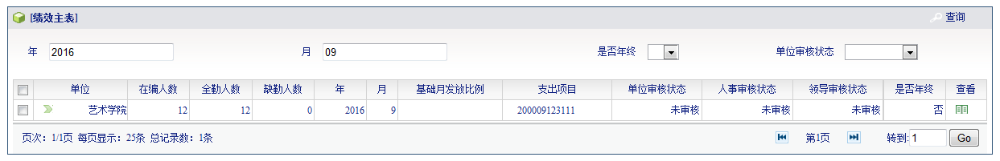 [绩效主表] 查询
年 2016 月 09 是否年终 单位审核状态
单位 在编人数 全勤人数 缺勤人数 年 月 基础月发放比例 支出项目 单位审核状态 人事审核状态 领导审核状态 是否年终 查看
艺术学院 12 12 0 2016 9 200009123111 未审核 未审核 未审核 否
页次：1/1页 每页显示：25条 总记录数：1条 第1页 转到:1 Go